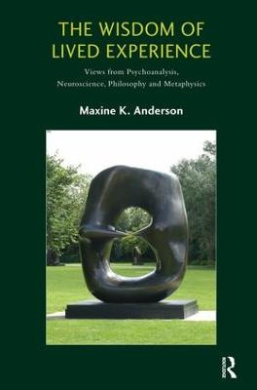 THE WISDOM OF
LIVED EXPERIENCE
Views from Psychoanalysis,
Neuroscience, Philosophy and Metaphysics
Maxine K. Anderson
R